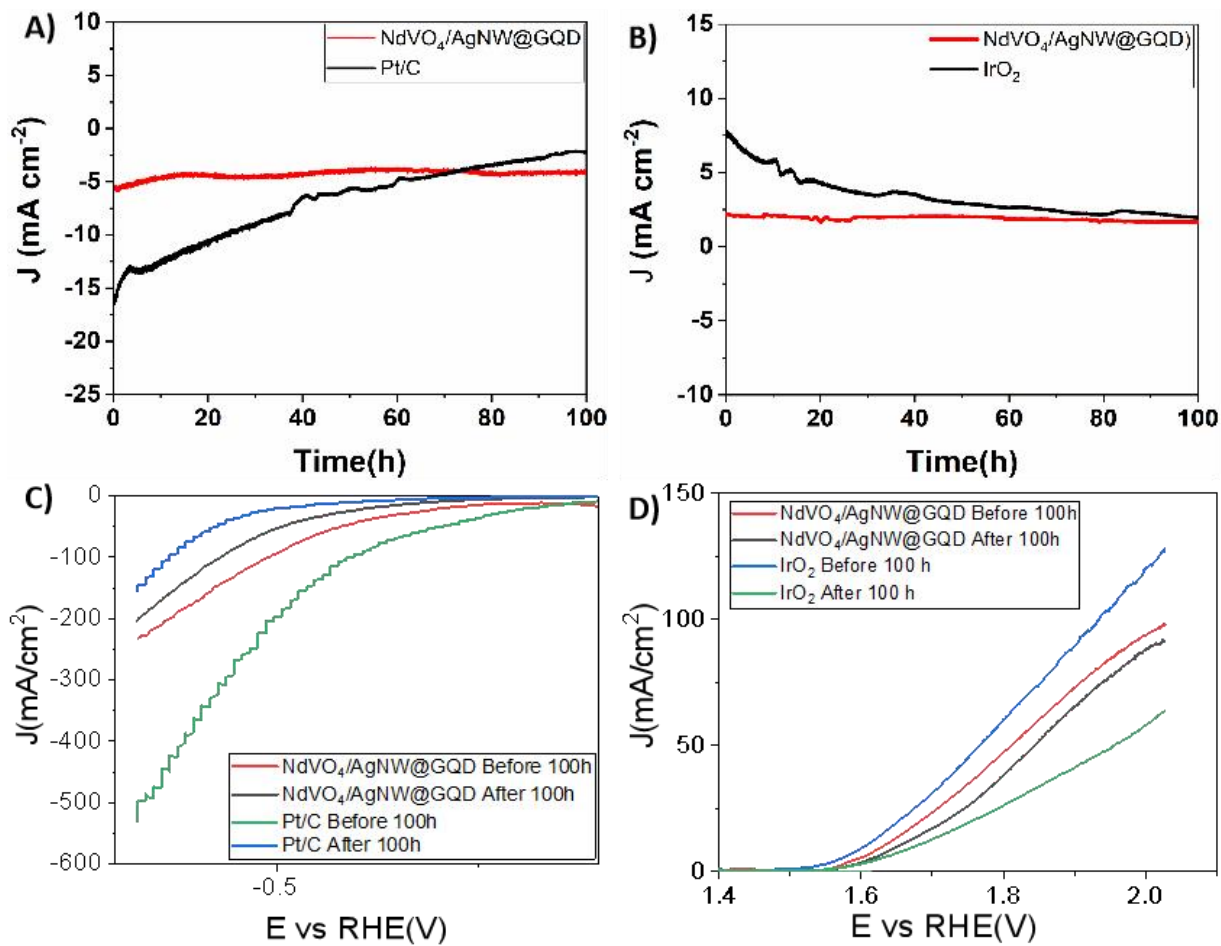 A)
10
5
0
-5
-10
-15
-20
-25
J (mA cm⁻²)
NdVO₄/AgNW@GQD
Pt/C
0 20 40 60 80 100
Time(h)
B)
15
10
5
0
-5
-10
J (mA cm⁻²)
NdVO₄/AgNW@GQD)
IrO₂
0 20 40 60 80 100
Time(h)
C)
0
-100
-200
-300
-400
-500
-600
J(mA/cm²)
NdVO₄/AgNW@GQD Before 100h
NdVO₄/AgNW@GQD After 100h
Pt/C Before 100h
Pt/C After 100h
-0.5
E vs RHE(V)
D)
150
100
50
0
J(mA/cm²)
NdVO₄/AgNW@GQD Before 100h
NdVO₄/AgNW@GQD After 100h
IrO₂ Before 100 h
IrO₂ After 100 h
1.4 1.6 1.8 2.0
E vs RHE(V)